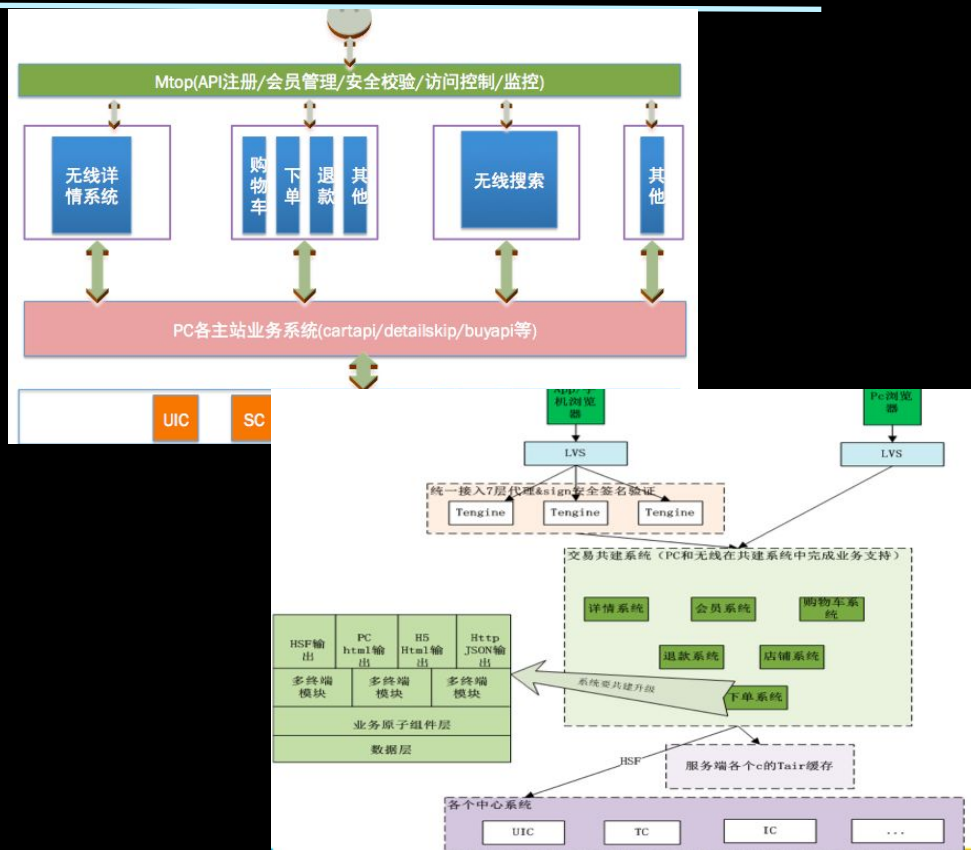 Mtop(API注册/会员管理/安全校验/访问控制/监控)
无线详
情系统
购
物
车
下
单
退
款
其
他
无线搜索
其
他
PC各主站业务系统(cartapi/detailskip/buyapi等)
UIC
SC
机浏览
器
Pc浏览
器
LVS
LVS
统一接入7层代理&sign安全签名验证
Tengine
Tengine
Tengine
交易共建系统（PC和无线在共建系统中完成业务支持）
详情系统
会员系统
购物车系
统
退款系统
店铺系统
下单系统
系统要共建升级
HSF输
出
PC
html输
出
H5
Html输
出
Http
JSON输
出
多终端
模块
多终端
模块
多终端
模块
业务原子组件层
数据层
HSF
服务端各个c的Tair缓存
各个中心系统
UIC
TC
IC
...